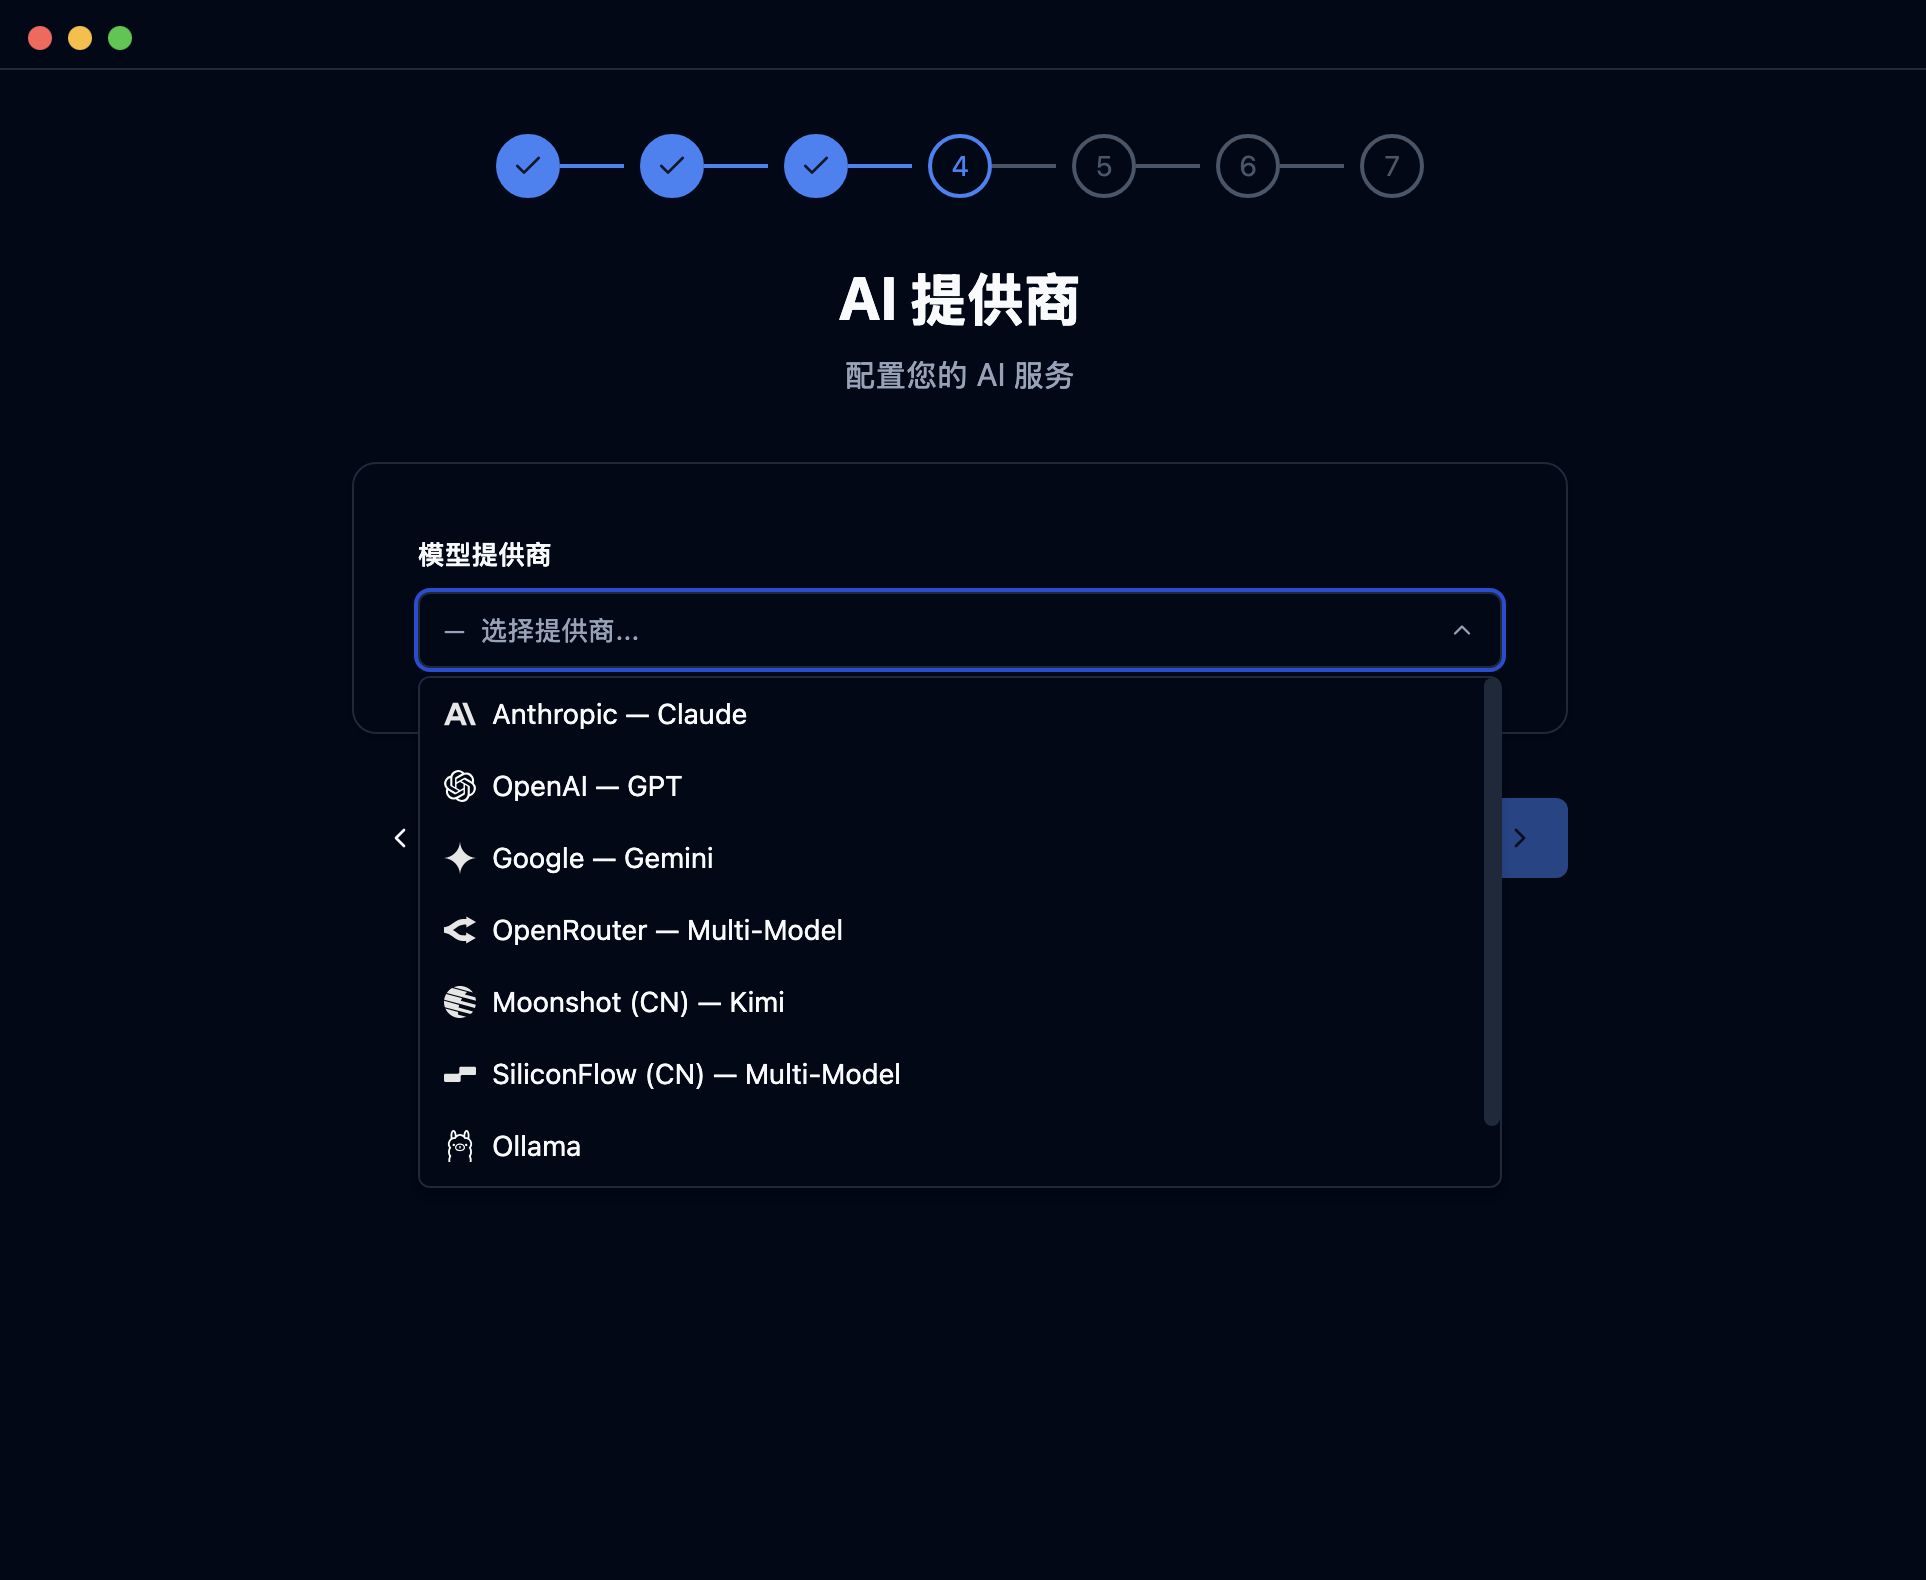 4
5
6
7
AI 提供商
配置您的 AI 服务
模型提供商
— 选择提供商...
Anthropic — Claude
OpenAI — GPT
Google — Gemini
OpenRouter — Multi-Model
Moonshot (CN) — Kimi
SiliconFlow (CN) — Multi-Model
Ollama